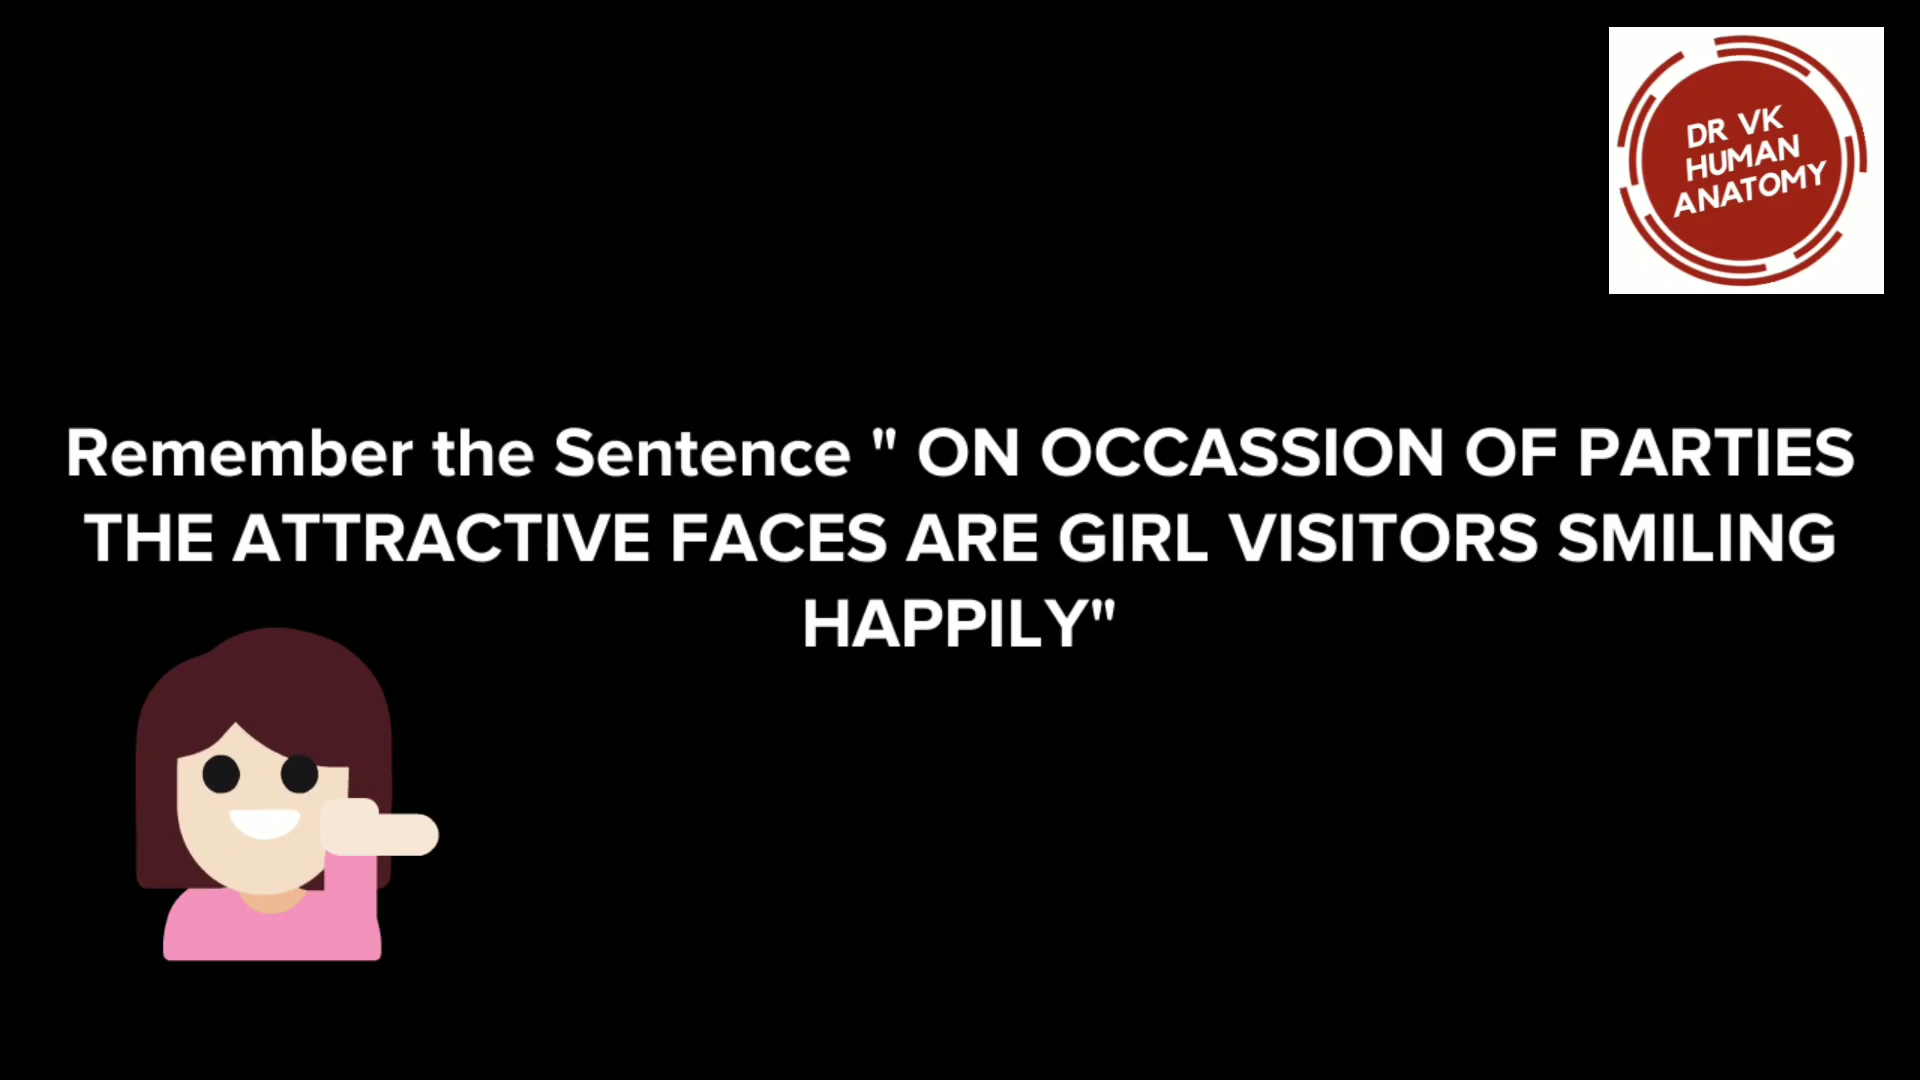 DR VK
HUMAN
ANATOMY
Remember the Sentence " ON OCCASSION OF PARTIES
THE ATTRACTIVE FACES ARE GIRL VISITORS SMILING
HAPPILY"